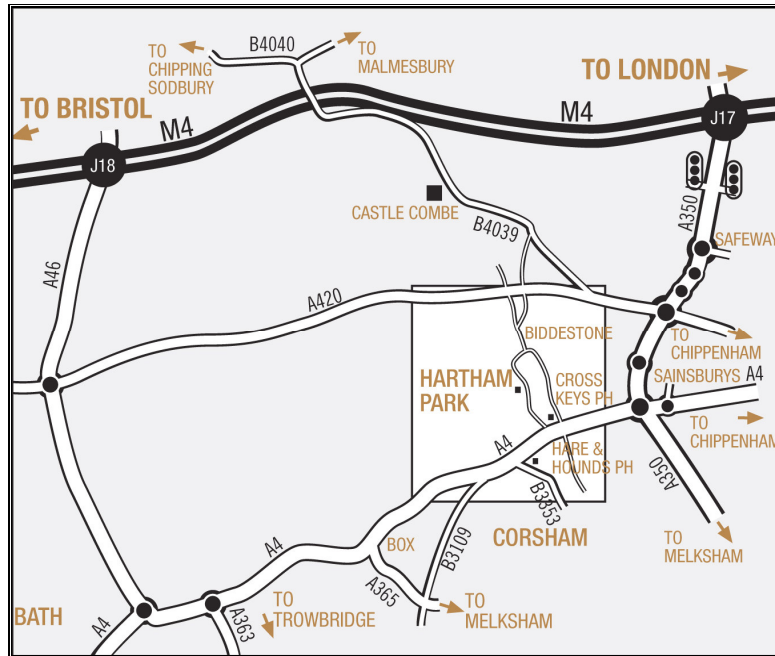 B4040
TO
CHIPPING
SODBURY
TO
MALMESBURY
TO LONDON
TO BRISTOL
M4
M4
J17
J18
A350
CASTLE COMBE
B4039
SAFEWAY
A46
A420
BIDDESTONE
TO
CHIPPENHAM
HARTHAM
PARK
CROSS
KEYS PH
SAINSBURYS
A4
TO
CHIPPENHAM
A4
HARE &
HOUNDS PH
A350
B3353
CORSHAM
B3109
BOX
A4
TO
MELKSHAM
A365
TO
MELKSHAM
BATH
A4
A363
TO
TROWBRIDGE